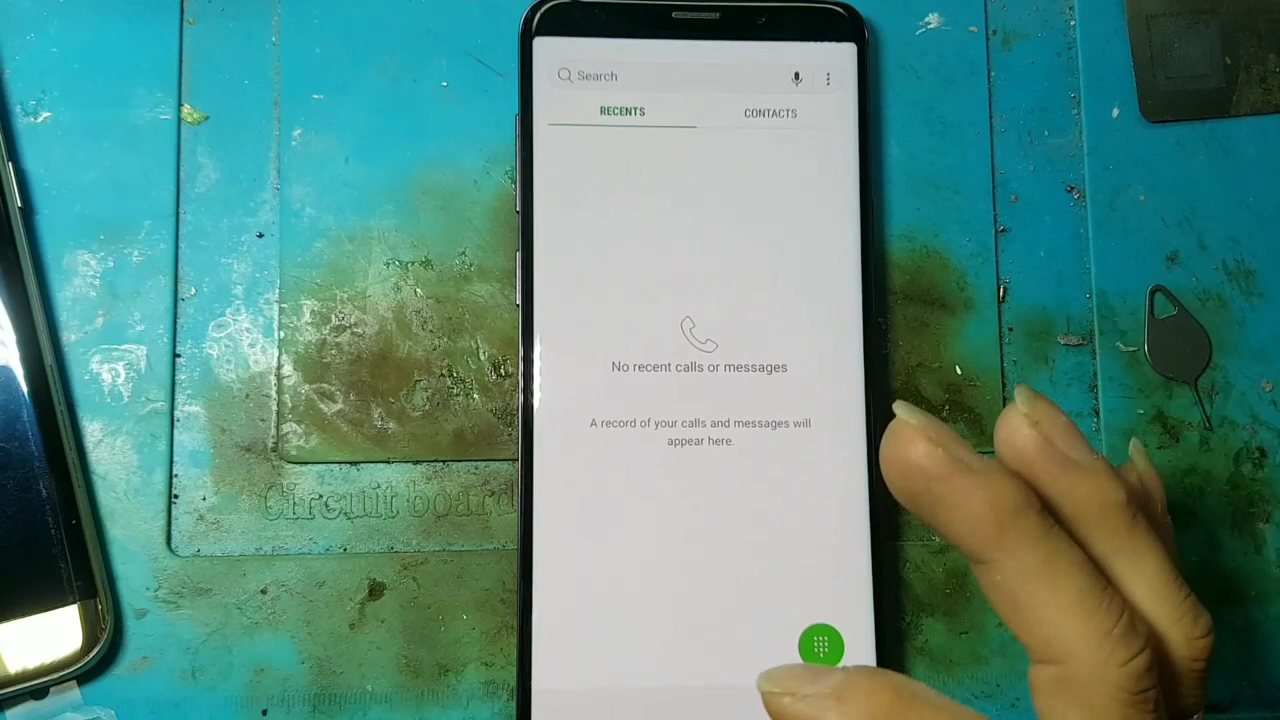 Search
RECENTS
CONTACTS
No recent calls or messages
A record of your calls and messages will
appear here.
Circuit board